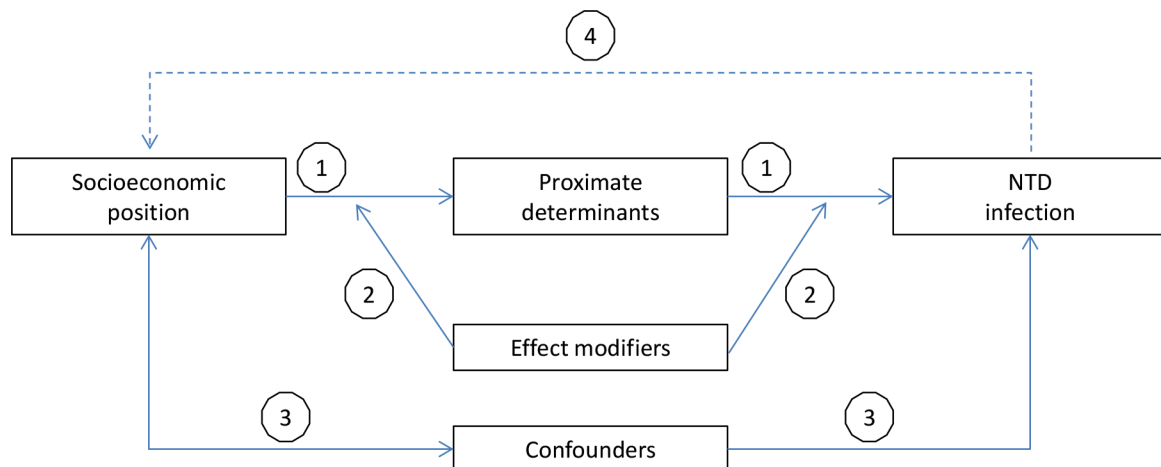 4
1
1
Socioeconomic
position
Proximate
determinants
NTD
infection
2
2
Effect modifiers
3
3
Confounders